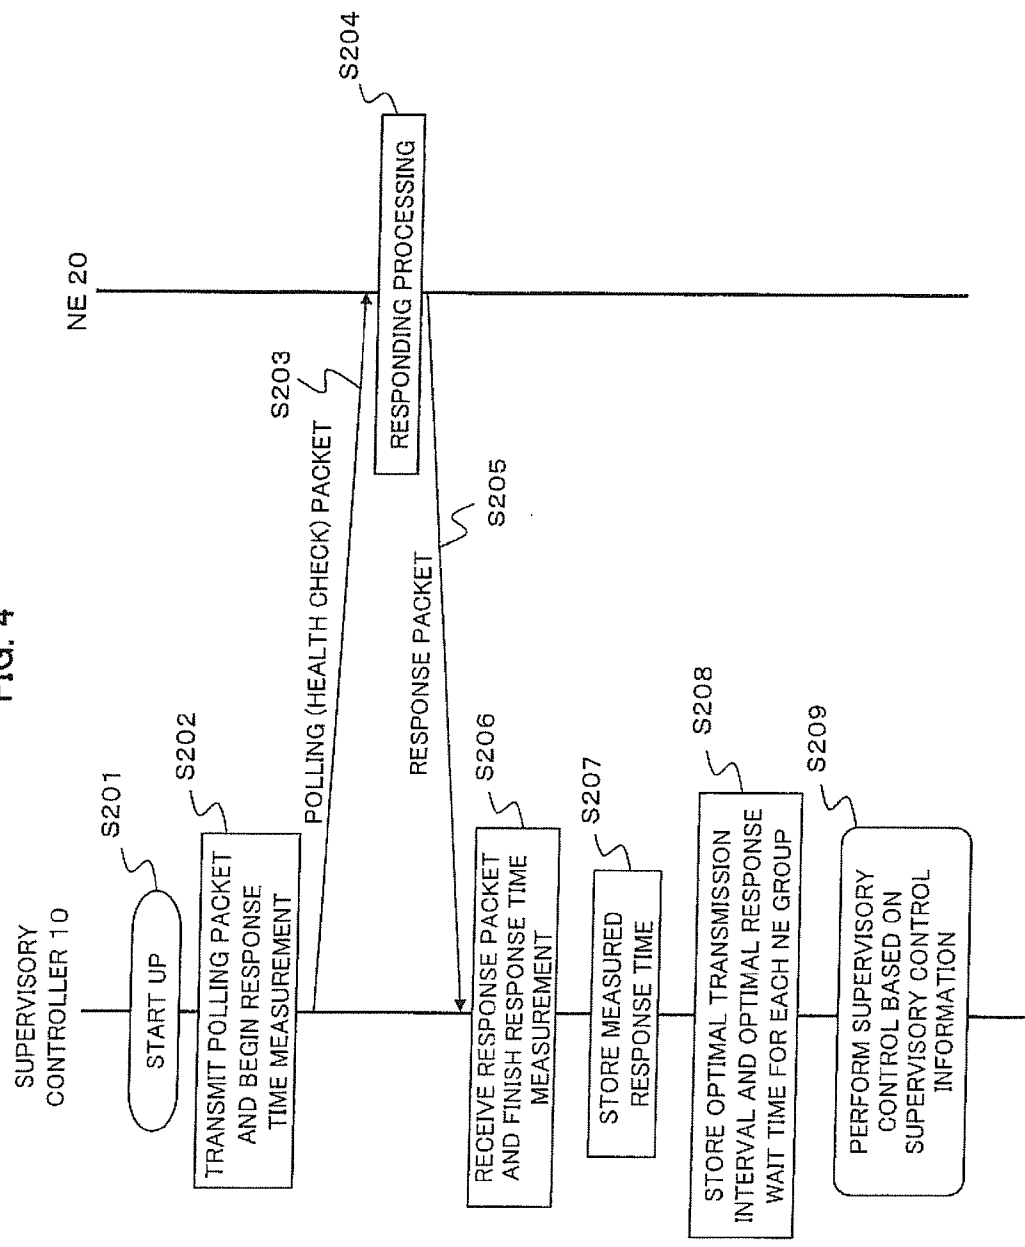 FIG. 4
SUPERVISORY
CONTROLLER 10
NE 20
START UP
S201
TRANSMIT POLLING PACKET
AND BEGIN RESPONSE
TIME MEASUREMENT
S202
POLLING (HEALTH CHECK) PACKET
S203
RESPONDING PROCESSING
S204
RESPONSE PACKET
S205
RECEIVE RESPONSE PACKET
AND FINISH RESPONSE TIME
MEASUREMENT
S206
STORE MEASURED
RESPONSE TIME
S207
STORE OPTIMAL TRANSMISSION
INTERVAL AND OPTIMAL RESPONSE
WAIT TIME FOR EACH NE GROUP
S208
PERFORM SUPERVISORY
CONTROL BASED ON
SUPERVISORY CONTROL
INFORMATION
S209